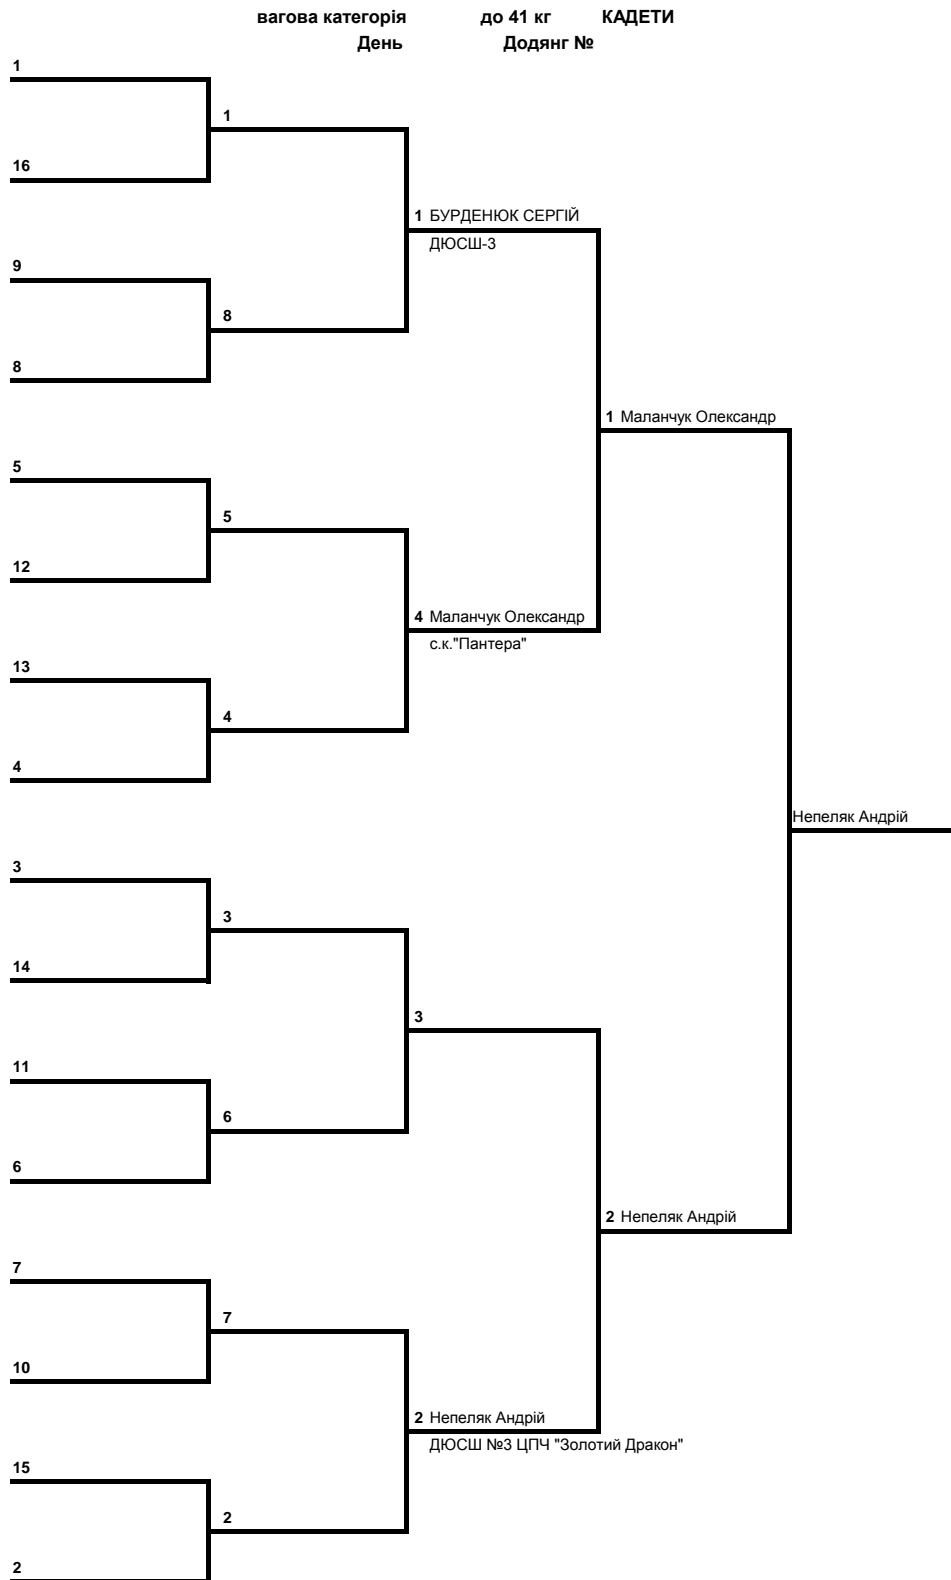 вагова категорія до 41 кг КАДЕТИ
День Додянг №
1
1
16
1 БУРДЕНЮК СЕРГІЙ
ДЮСШ-3
9
8
8
1 Маланчук Олександр
5
5
12
4 Маланчук Олександр
с.к."Пантера"
13
4
4
Непеляк Андрій
3
3
14
3
11
6
6
2 Непеляк Андрій
7
7
10
2 Непеляк Андрій
ДЮСШ №3 ЦПЧ "Золотий Дракон"
15
2
2